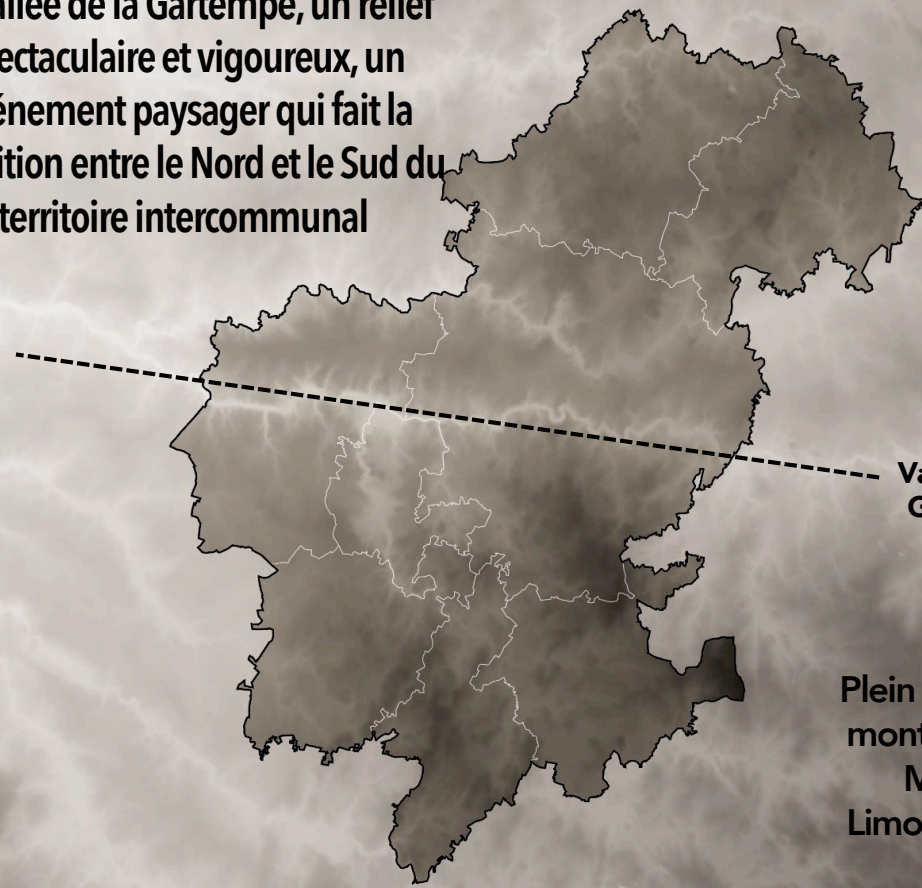 allée de la Gartempe, un relief
ectaculaire et vigoureux, un
énement paysager qui fait la
ition entre le Nord et le Sud du
territoire intercommunal
Va
G
Plein
mont
M
Limo